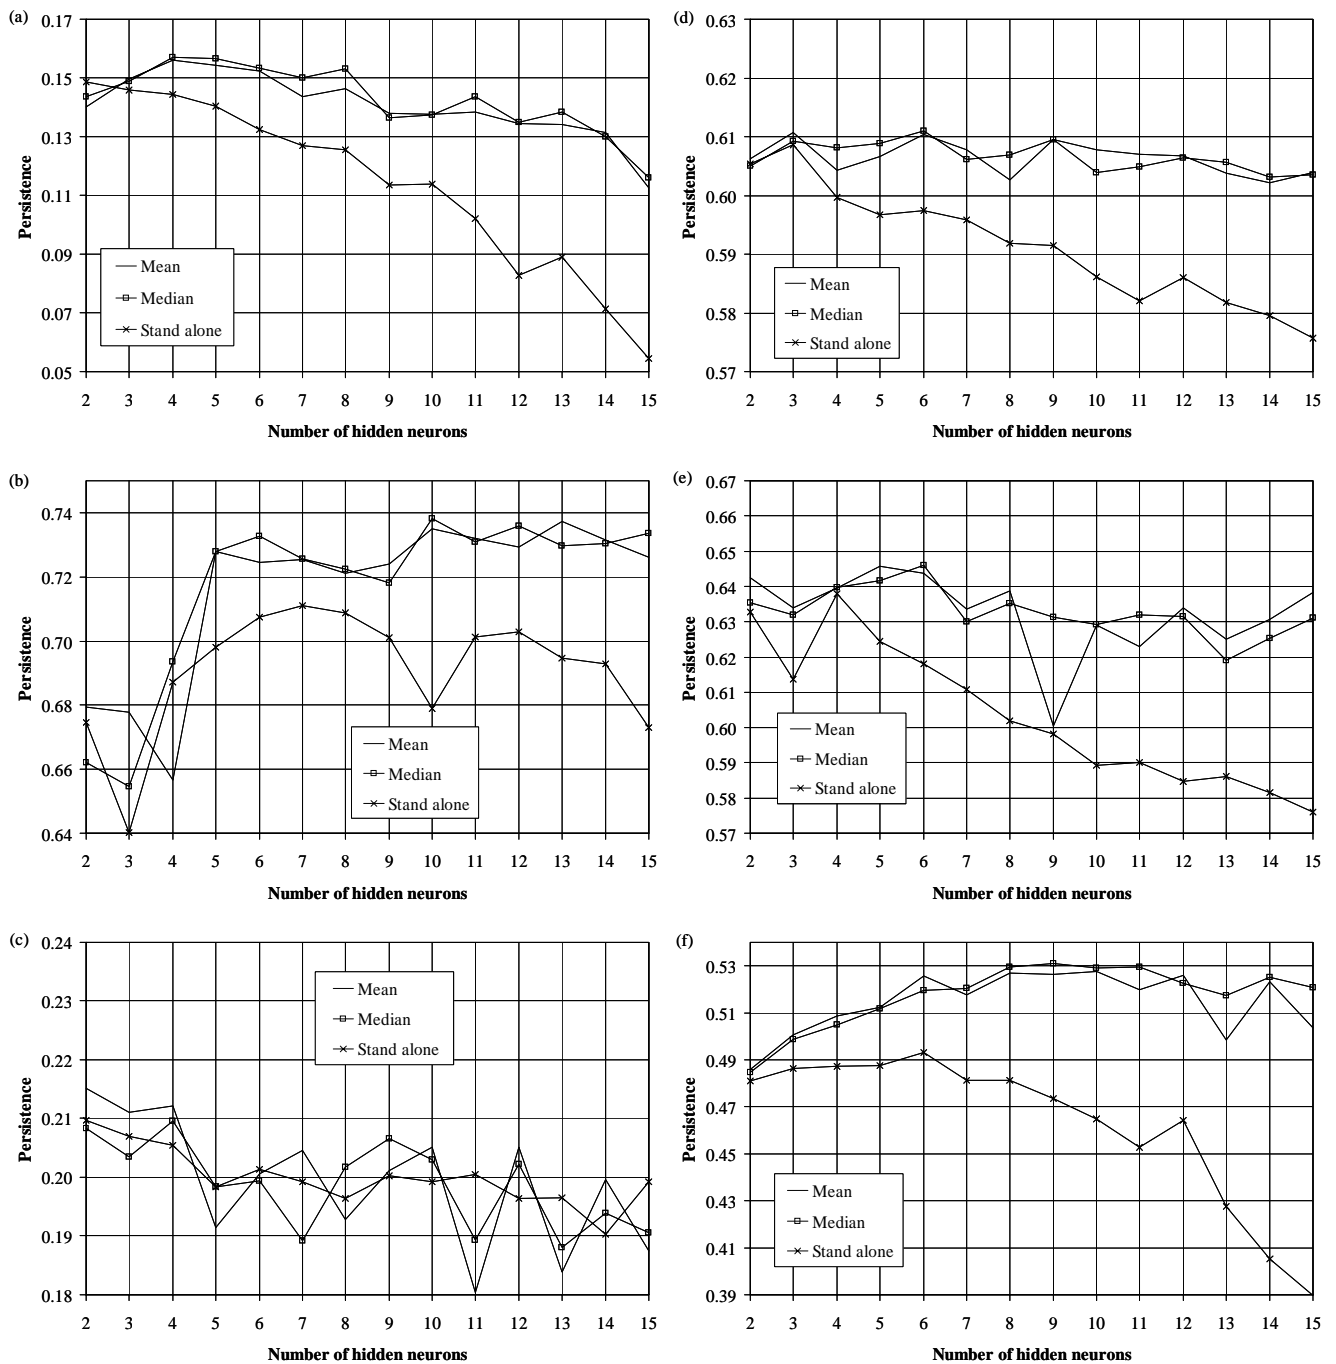 (a)
0.17
0.15
0.13
0.11
0.09
0.07
0.05
Persistence
Mean
Median
Stand alone
2 3 4 5 6 7 8 9 10 11 12 13 14 15
Number of hidden neurons
(d)
0.63
0.62
0.61
0.60
0.59
0.58
0.57
Persistence
Mean
Median
Stand alone
2 3 4 5 6 7 8 9 10 11 12 13 14 15
Number of hidden neurons
(b)
0.74
0.72
0.70
0.68
0.66
0.64
Persistence
Mean
Median
Stand alone
2 3 4 5 6 7 8 9 10 11 12 13 14 15
Number of hidden neurons
(e)
0.67
0.66
0.65
0.64
0.63
0.62
0.61
0.60
0.59
0.58
0.57
Persistence
Mean
Median
Stand alone
2 3 4 5 6 7 8 9 10 11 12 13 14 15
Number of hidden neurons
(c)
0.24
0.23
0.22
0.21
0.20
0.19
0.18
Persistence
Mean
Median
Stand alone
2 3 4 5 6 7 8 9 10 11 12 13 14 15
Number of hidden neurons
(f)
0.53
0.51
0.49
0.47
0.45
0.43
0.41
0.39
Persistence
Mean
Median
Stand alone
2 3 4 5 6 7 8 9 10 11 12 13 14 15
Number of hidden neurons